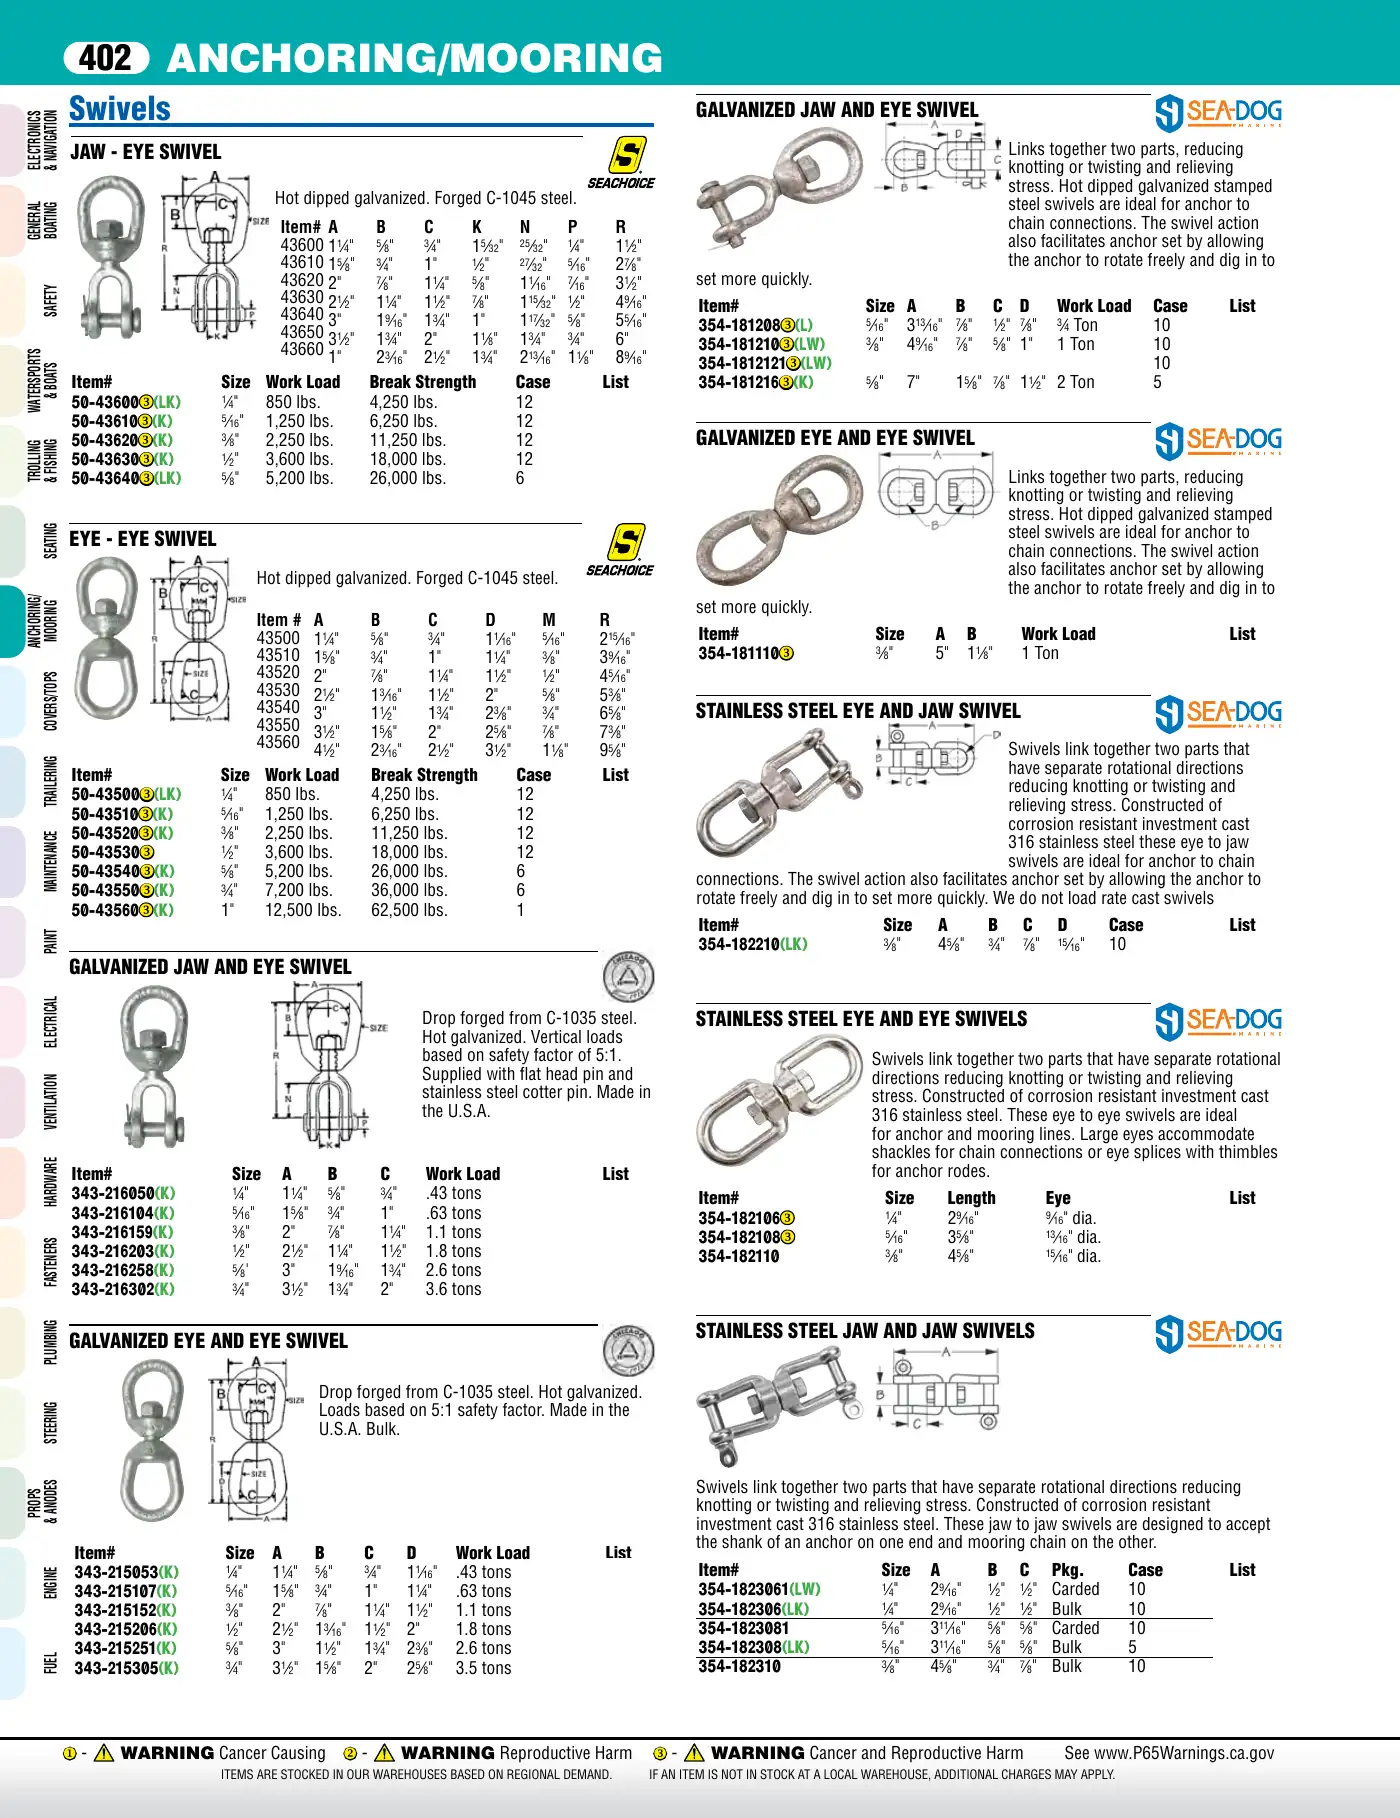 402 ANCHORING/MOORING
ELECTRONICS & NAVIGATION
GENERAL BOATING
SAFETY
WATERSPORTS & BOATS
TROLLING & FISHING
SEATING
ANCHORING/ MOORING
COVERS/TOPS
TRAILERING
MAINTENANCE
PAINT
ELECTRICAL
VENTILATION
HARDWARE
FASTENERS
PLUMBING
STEERING
PROPS & ANODES
ENGINE
FUEL
Swivels
JAW - EYE SWIVEL
SEACHOICE
Hot dipped galvanized. Forged C-1045 steel.
Item# A B C K N P R
43600 1¼" ⅝" ¾" 1⁵⁄₃₂" ²⁵⁄₃₂" ¼" 1½"
43610 1⅝" ¾" 1" ½" ²⁷⁄₃₂" ⁵⁄₁₆" 2⅞"
43620 2" ⅞" 1¼" ⅝" 1¹⁄₁₆" ⁷⁄₁₆" 3½"
43630 2½" 1¼" 1½" ⅞" 1¹⁵⁄₃₂" ½" 4⁹⁄₁₆"
43640 3" 1⁹⁄₁₆" 1¾" 1" 1¹⁷⁄₃₂" ⅝" 5⁵⁄₁₆"
43650 3½" 1¾" 2" 1⅛" 1¾" ¾" 6"
43660 1" 2³⁄₁₆" 2½" 1¾" 2¹³⁄₁₆" 1⅛" 8⁹⁄₁₆"
Item# Size Work Load Break Strength Case List
50-43600③(LK) ¼" 850 lbs. 4,250 lbs. 12
50-43610③(K) ⁵⁄₁₆" 1,250 lbs. 6,250 lbs. 12
50-43620③(K) ⅜" 2,250 lbs. 11,250 lbs. 12
50-43630③(K) ½" 3,600 lbs. 18,000 lbs. 12
50-43640③(LK) ⅝" 5,200 lbs. 26,000 lbs. 6
EYE - EYE SWIVEL
SEACHOICE
Hot dipped galvanized. Forged C-1045 steel.
Item # A B C D M R
43500 1¼" ⅝" ¾" 1¹⁄₁₆" ⁵⁄₁₆" 2¹⁵⁄₁₆"
43510 1⅝" ¾" 1" 1¼" ⅜" 3⁹⁄₁₆"
43520 2" ⅞" 1¼" 1½" ½" 4⁵⁄₁₆"
43530 2½" 1³⁄₁₆" 1½" 2" ⅝" 5⅜"
43540 3" 1½" 1¾" 2⅜" ¾" 6⅝"
43550 3½" 1⅝" 2" 2⅝" ⅞" 7⅜"
43560 4½" 2³⁄₁₆" 2½" 3½" 1⅛" 9⅝"
Item# Size Work Load Break Strength Case List
50-43500③(LK) ¼" 850 lbs. 4,250 lbs. 12
50-43510③(K) ⁵⁄₁₆" 1,250 lbs. 6,250 lbs. 12
50-43520③(K) ⅜" 2,250 lbs. 11,250 lbs. 12
50-43530③ ½" 3,600 lbs. 18,000 lbs. 12
50-43540③(K) ⅝" 5,200 lbs. 26,000 lbs. 6
50-43550③(K) ¾" 7,200 lbs. 36,000 lbs. 6
50-43560③(K) 1" 12,500 lbs. 62,500 lbs. 1
GALVANIZED JAW AND EYE SWIVEL
Drop forged from C-1035 steel.
Hot galvanized. Vertical loads
based on safety factor of 5:1.
Supplied with flat head pin and
stainless steel cotter pin. Made in
the U.S.A.
Item# Size A B C Work Load List
343-216050(K) ¼" 1¼" ⅝" ¾" .43 tons
343-216104(K) ⁵⁄₁₆" 1⅝" ¾" 1" .63 tons
343-216159(K) ⅜" 2" ⅞" 1¼" 1.1 tons
343-216203(K) ½" 2½" 1¼" 1½" 1.8 tons
343-216258(K) ⅝' 3" 1⁹⁄₁₆" 1¾" 2.6 tons
343-216302(K) ¾" 3½" 1¾" 2" 3.6 tons
GALVANIZED EYE AND EYE SWIVEL
Drop forged from C-1035 steel. Hot galvanized.
Loads based on 5:1 safety factor. Made in the
U.S.A. Bulk.
Item# Size A B C D Work Load List
343-215053(K) ¼" 1¼" ⅝" ¾" 1¹⁄₁₆" .43 tons
343-215107(K) ⁵⁄₁₆" 1⅝" ¾" 1" 1¼" .63 tons
343-215152(K) ⅜" 2" ⅞" 1¼" 1½" 1.1 tons
343-215206(K) ½" 2½" 1³⁄₁₆" 1½" 2" 1.8 tons
343-215251(K) ⅝" 3" 1½" 1¾" 2⅜" 2.6 tons
343-215305(K) ¾" 3½" 1⅝" 2" 2⅝" 3.5 tons
GALVANIZED JAW AND EYE SWIVEL
SEA-DOG
MARINE
Links together two parts, reducing
knotting or twisting and relieving
stress. Hot dipped galvanized stamped
steel swivels are ideal for anchor to
chain connections. The swivel action
also facilitates anchor set by allowing
the anchor to rotate freely and dig in to
set more quickly.
Item# Size A B C D Work Load Case List
354-181208③(L) ⁵⁄₁₆" 3¹³⁄₁₆" ⅞" ½" ⅞" ¾ Ton 10
354-181210③(LW) ⅜" 4⁹⁄₁₆" ⅞" ⅝" 1" 1 Ton 10
354-1812121③(LW) 10
354-181216③(K) ⅝" 7" 1⅝" ⅞" 1½" 2 Ton 5
GALVANIZED EYE AND EYE SWIVEL
SEA-DOG
MARINE
Links together two parts, reducing
knotting or twisting and relieving
stress. Hot dipped galvanized stamped
steel swivels are ideal for anchor to
chain connections. The swivel action
also facilitates anchor set by allowing
the anchor to rotate freely and dig in to
set more quickly.
Item# Size A B Work Load List
354-181110③ ⅜" 5" 1⅛" 1 Ton
STAINLESS STEEL EYE AND JAW SWIVEL
SEA-DOG
MARINE
Swivels link together two parts that
have separate rotational directions
reducing knotting or twisting and
relieving stress. Constructed of
corrosion resistant investment cast
316 stainless steel these eye to jaw
swivels are ideal for anchor to chain
connections. The swivel action also facilitates anchor set by allowing the anchor to
rotate freely and dig in to set more quickly. We do not load rate cast swivels
Item# Size A B C D Case List
354-182210(LK) ⅜" 4⅝" ¾" ⅞" ¹⁵⁄₁₆" 10
STAINLESS STEEL EYE AND EYE SWIVELS
SEA-DOG
MARINE
Swivels link together two parts that have separate rotational
directions reducing knotting or twisting and relieving
stress. Constructed of corrosion resistant investment cast
316 stainless steel. These eye to eye swivels are ideal
for anchor and mooring lines. Large eyes accommodate
shackles for chain connections or eye splices with thimbles
for anchor rodes.
Item# Size Length Eye List
354-182106③ ¼" 2⁹⁄₁₆" ⁹⁄₁₆" dia.
354-182108③ ⁵⁄₁₆" 3⅝" ¹³⁄₁₆" dia.
354-182110 ⅜" 4⅝" ¹⁵⁄₁₆" dia.
STAINLESS STEEL JAW AND JAW SWIVELS
SEA-DOG
MARINE
Swivels link together two parts that have separate rotational directions reducing
knotting or twisting and relieving stress. Constructed of corrosion resistant
investment cast 316 stainless steel. These jaw to jaw swivels are designed to accept
the shank of an anchor on one end and mooring chain on the other.
Item# Size A B C Pkg. Case List
354-1823061(LW) ¼" 2⁹⁄₁₆" ½" ½" Carded 10
354-182306(LK) ¼" 2⁹⁄₁₆" ½" ½" Bulk 10
354-1823081 ⁵⁄₁₆" 3¹¹⁄₁₆" ⅝" ⅝" Carded 10
354-182308(LK) ⁵⁄₁₆" 3¹¹⁄₁₆" ⅝" ⅝" Bulk 5
354-182310 ⅜" 4⅝" ¾" ⅞" Bulk 10
① - WARNING Cancer Causing ② - WARNING Reproductive Harm ③ - WARNING Cancer and Reproductive Harm See www.P65Warnings.ca.gov
ITEMS ARE STOCKED IN OUR WAREHOUSES BASED ON REGIONAL DEMAND. IF AN ITEM IS NOT IN STOCK AT A LOCAL WAREHOUSE, ADDITIONAL CHARGES MAY APPLY.